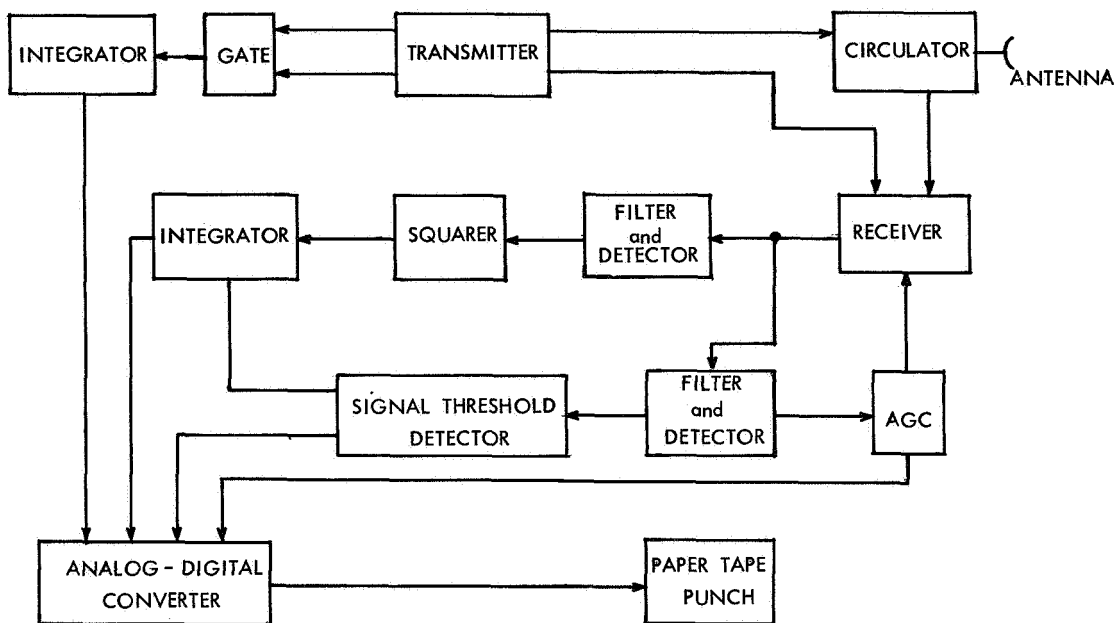 INTEGRATOR
GATE
TRANSMITTER
CIRCULATOR
ANTENNA
INTEGRATOR
SQUARER
FILTER
and
DETECTOR
RECEIVER
SIGNAL THRESHOLD
DETECTOR
FILTER
and
DETECTOR
AGC
ANALOG-DIGITAL
CONVERTER
PAPER TAPE
PUNCH